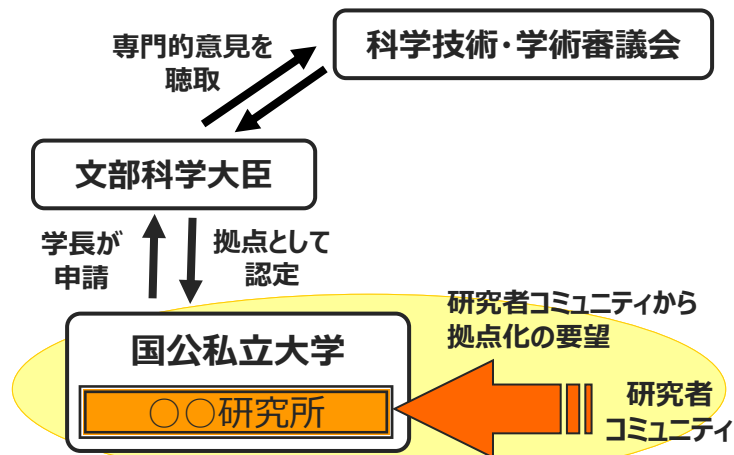 専門的意見を
聴取
科学技術・学術審議会
文部科学大臣
学長が
申請
拠点として
認定
研究者コミュニティから
拠点化の要望
国公私立大学
○○研究所
研究者
コミュニティ